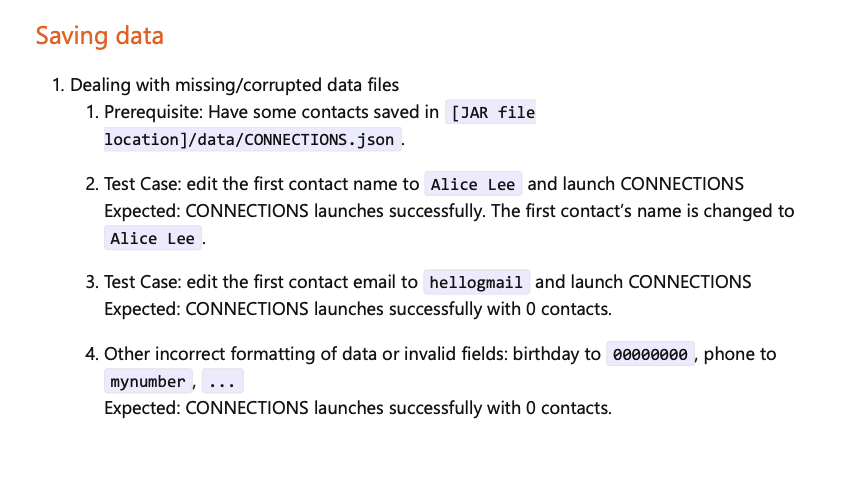 Saving data
1. Dealing with missing/corrupted data files
1. Prerequisite: Have some contacts saved in [JAR file
location]/data/CONNECTIONS.json.
2. Test Case: edit the first contact name to Alice Lee and launch CONNECTIONS
Expected: CONNECTIONS launches successfully. The first contact’s name is changed to
Alice Lee.
3. Test Case: edit the first contact email to hellogmail and launch CONNECTIONS
Expected: CONNECTIONS launches successfully with 0 contacts.
4. Other incorrect formatting of data or invalid fields: birthday to 00000000, phone to
mynumber, ...
Expected: CONNECTIONS launches successfully with 0 contacts.